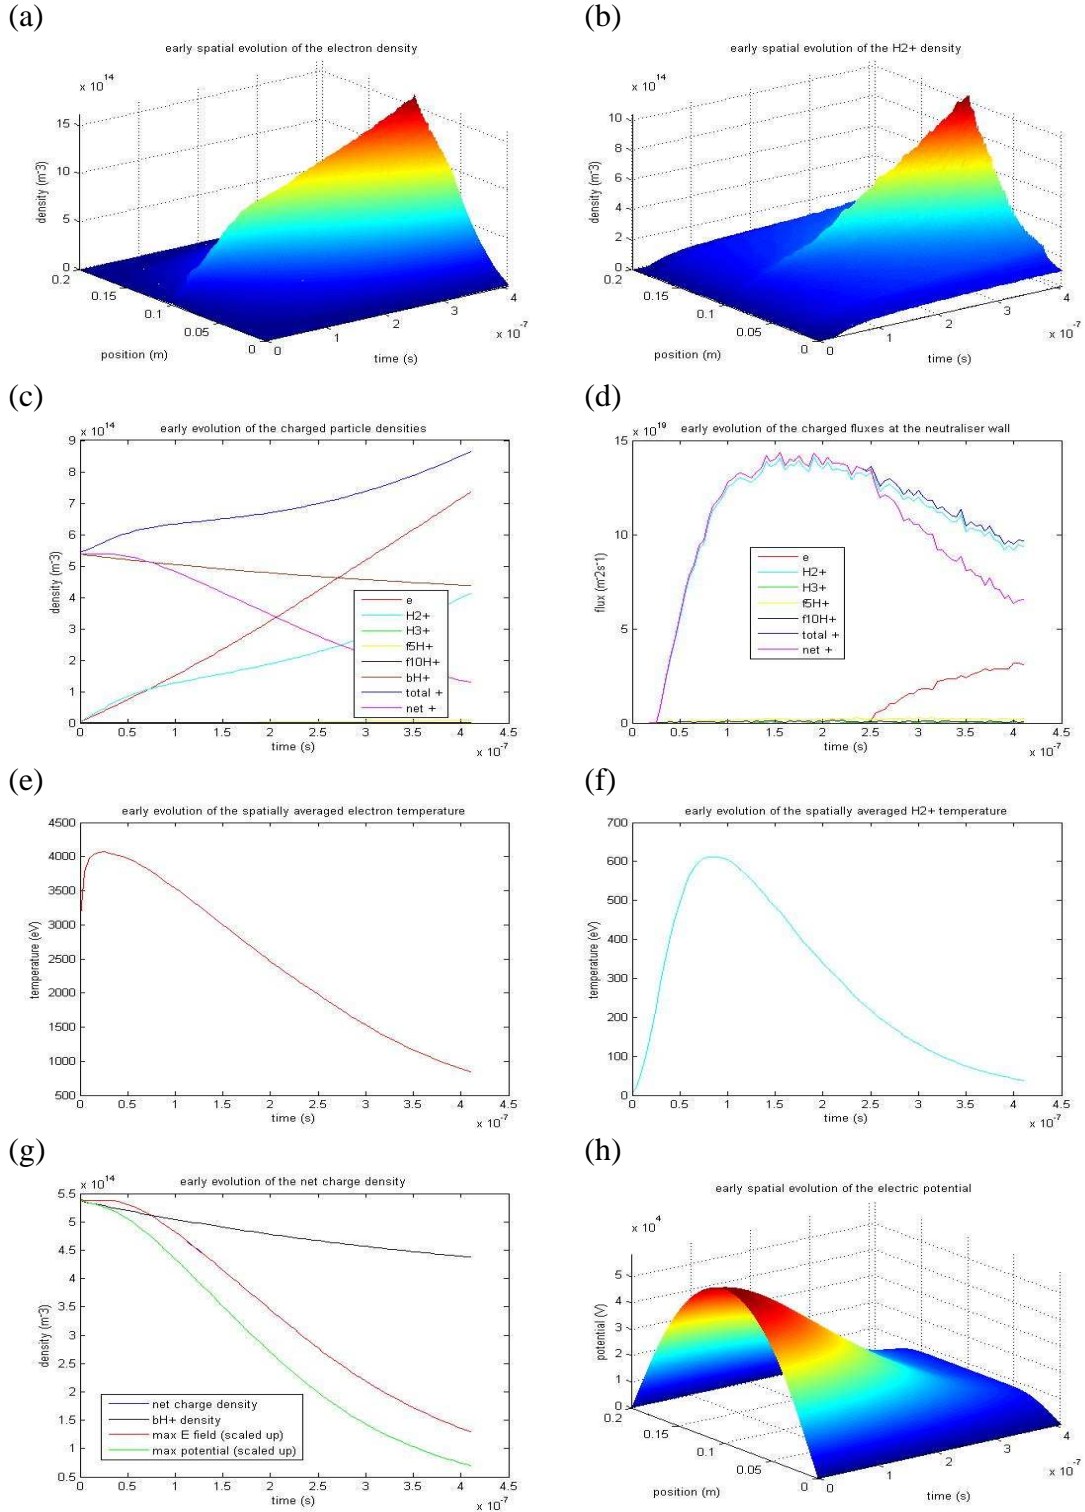 (a)
early spatial evolution of the electron density
x 10^14
15
10
5
0
density (m-3)
0.2
0.15
0.1
0.05
0
position (m)
0
1
2
3
4
x 10^-7
time (s)
(b)
early spatial evolution of the H2+ density
x 10^14
10
8
6
4
2
0
density (m-3)
0.2
0.15
0.1
0.05
0
position (m)
0
1
2
3
4
x 10^-7
time (s)
(c)
early evolution of the charged particle densities
x 10^14
9
8
7
6
5
4
3
2
1
0
density (m-3)
e
H2+
H3+
f5H+
f10H+
bH+
total +
net +
0 0.5 1 1.5 2 2.5 3 3.5 4 4.5
time (s)
x 10^-7
(d)
early evolution of the charged fluxes at the neutraliser wall
x 10^19
15
10
5
0
flux (m-2s-1)
e
H2+
H3+
f5H+
f10H+
total +
net +
0 0.5 1 1.5 2 2.5 3 3.5 4 4.5
time (s)
x 10^-7
(e)
early evolution of the spatially averaged electron temperature
4500
4000
3500
3000
2500
2000
1500
1000
500
temperature (eV)
0 0.5 1 1.5 2 2.5 3 3.5 4 4.5
time (s)
x 10^-7
(f)
early evolution of the spatially averaged H2+ temperature
700
600
500
400
300
200
100
0
temperature (eV)
0 0.5 1 1.5 2 2.5 3 3.5 4 4.5
time (s)
x 10^-7
(g)
early evolution of the net charge density
x 10^14
5.5
5
4.5
4
3.5
3
2.5
2
1.5
1
0.5
density (m-3)
net charge density
bH+ density
max E field (scaled up)
max potential (scaled up)
0 0.5 1 1.5 2 2.5 3 3.5 4 4.5
time (s)
x 10^-7
(h)
early spatial evolution of the electric potential
x 10^4
5
4
3
2
1
0
potential (V)
0.2
0.15
0.1
0.05
0
position (m)
0
1
2
3
4
x 10^-7
time (s)